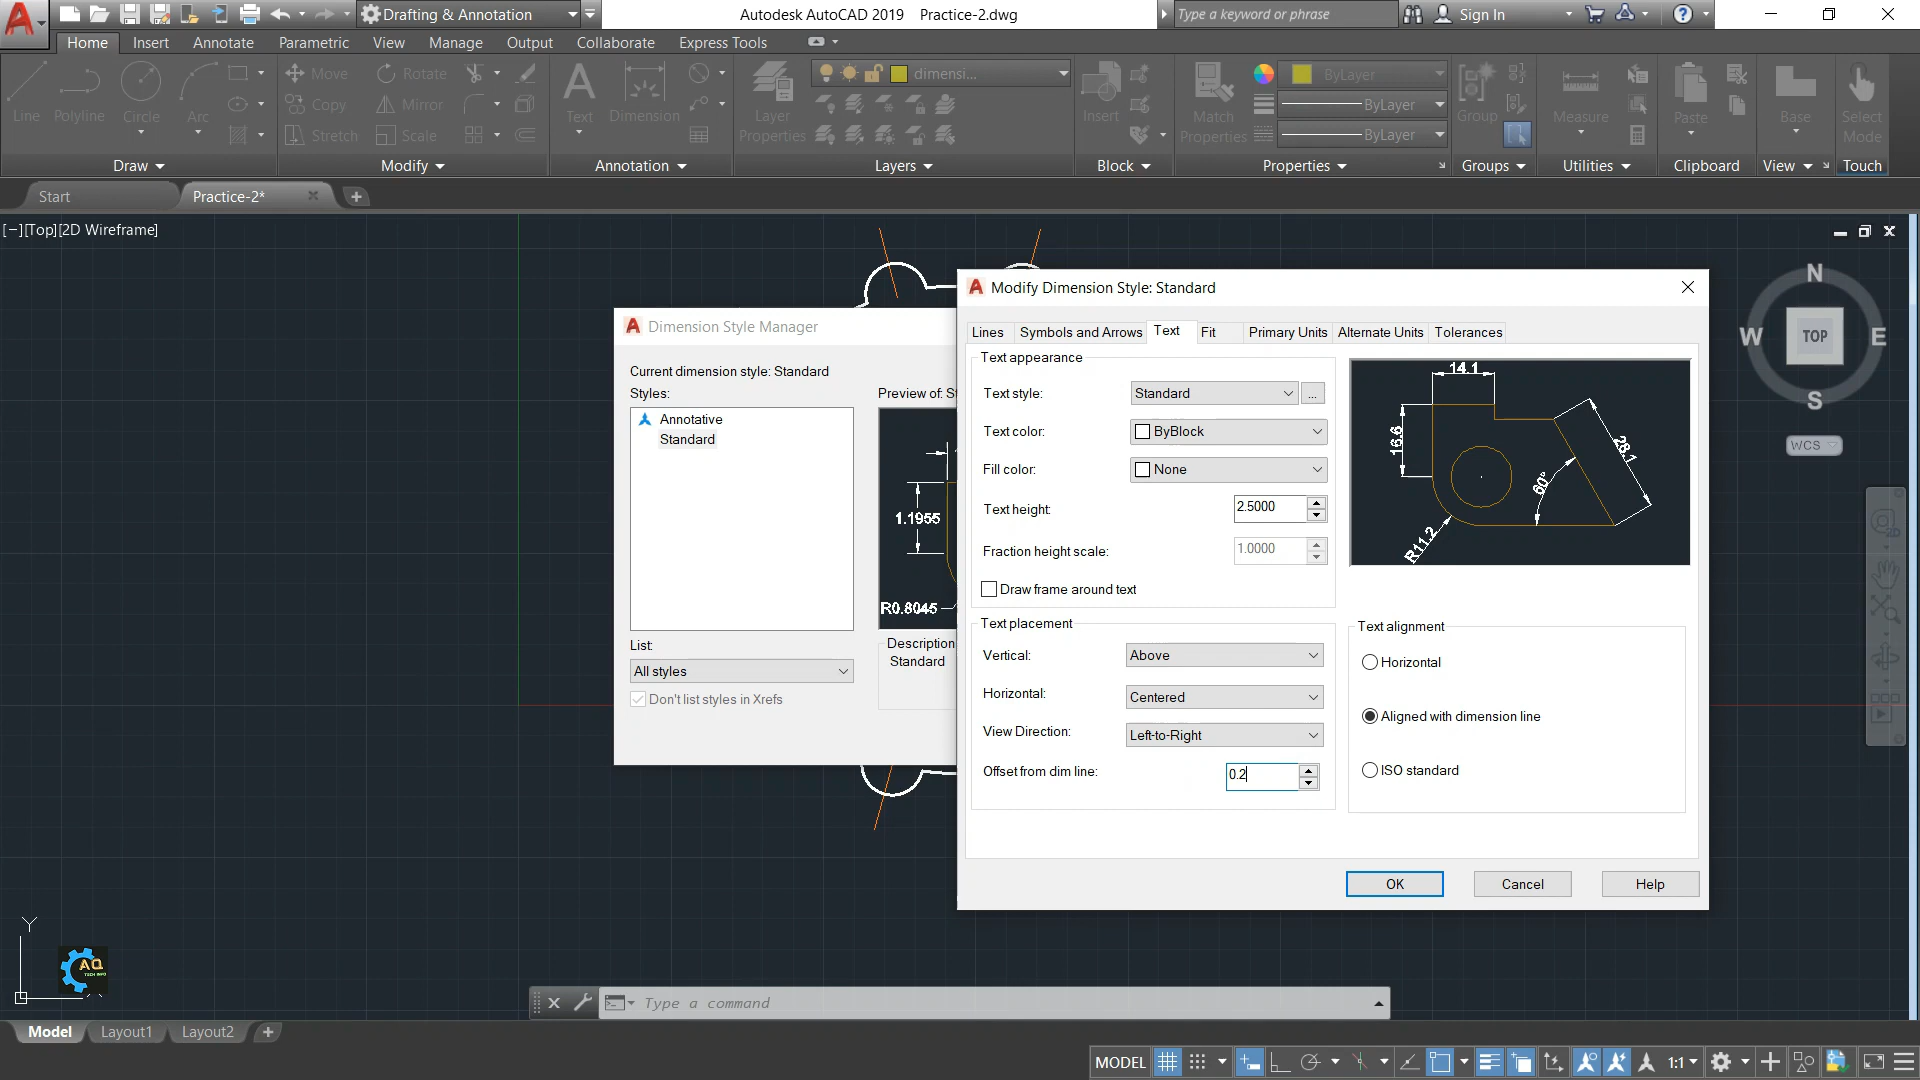 Drafting & Annotation
Autodesk AutoCAD 2019 Practice-2.dwg
Type a keyword or phrase
Sign In
Home Insert Annotate Parametric View Manage Output Collaborate Express Tools
Line Polyline Circle Arc
Move Rotate
Copy Mirror
Stretch Scale
Text Dimension
Layer Properties
dimensi...
Insert
Match Properties
ByLayer
ByLayer
ByLayer
Group
Measure
Paste
Base
Select Mode
Draw Modify Annotation Layers Block Properties Groups Utilities Clipboard View Touch
Start Practice-2*
[−][Top][2D Wireframe]
N
W TOP E
S
WCS
Dimension Style Manager
Current dimension style: Standard
Styles:
Preview of: S
Annotative
Standard
1.1955
R0.8045
List:
All styles
Don't list styles in Xrefs
Description
Standard
Modify Dimension Style: Standard
Lines Symbols and Arrows Text Fit Primary Units Alternate Units Tolerances
Text appearance
Text style: Standard ...
Text color: ByBlock
Fill color: None
Text height: 2.5000
Fraction height scale: 1.0000
Draw frame around text
14.1
16.6
28.1
60°
R11.2
Text placement
Vertical: Above
Horizontal: Centered
View Direction: Left-to-Right
Offset from dim line: 0.2
Text alignment
Horizontal
Aligned with dimension line
ISO standard
OK Cancel Help
Y
AQ
TECH INFO
Type a command
Model Layout1 Layout2
MODEL 1:1